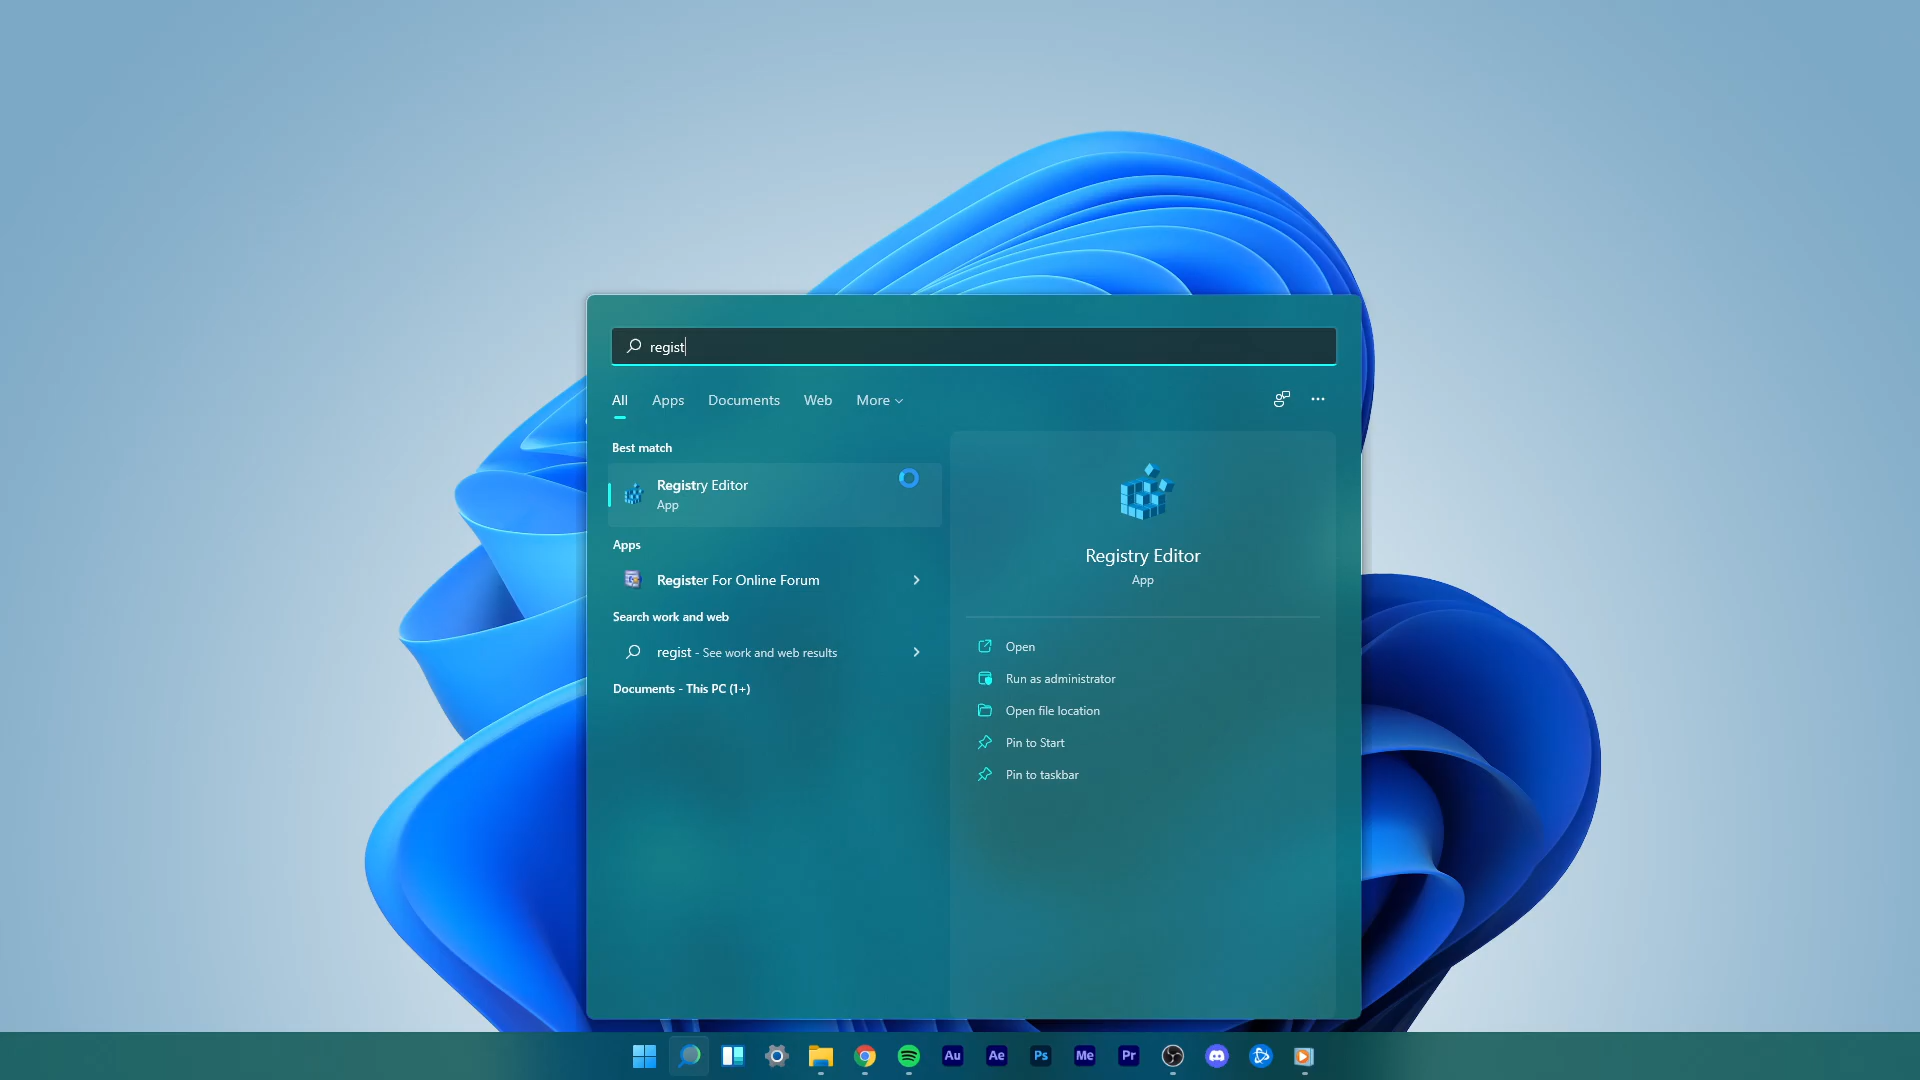 regist
All Apps Documents Web More
Best match
Registry Editor
App
Apps
Register For Online Forum
Search work and web
regist - See work and web results
Documents - This PC (1+)
Registry Editor
App
Open
Run as administrator
Open file location
Pin to Start
Pin to taskbar
Au Ae Ps Me Pr